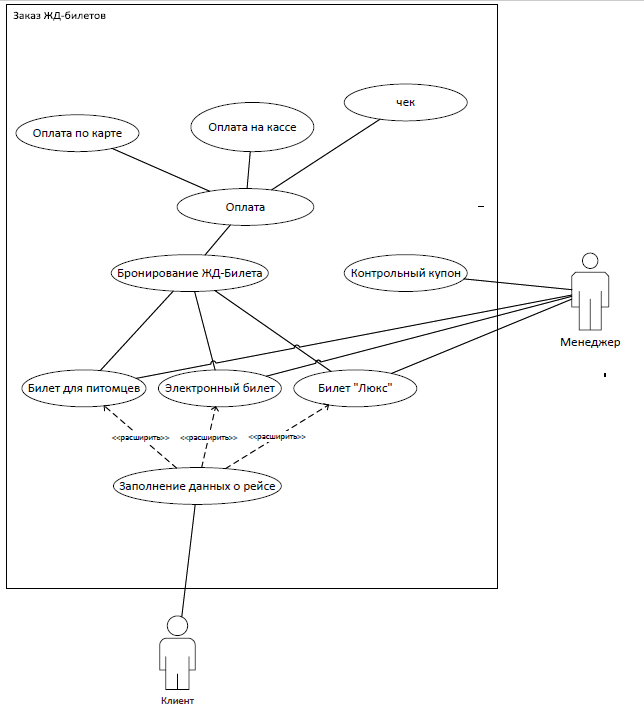 Заказ ЖД-билетов
чек
Оплата по карте
Оплата на кассе
Оплата
Бронирование ЖД-Билета
Контрольный купон
Менеджер
Билет для питомцев
Электронный билет
Билет "Люкс"
<<расширить>>
<<расширить>>
<<расширить>>
Заполнение данных о рейсе
Клиент